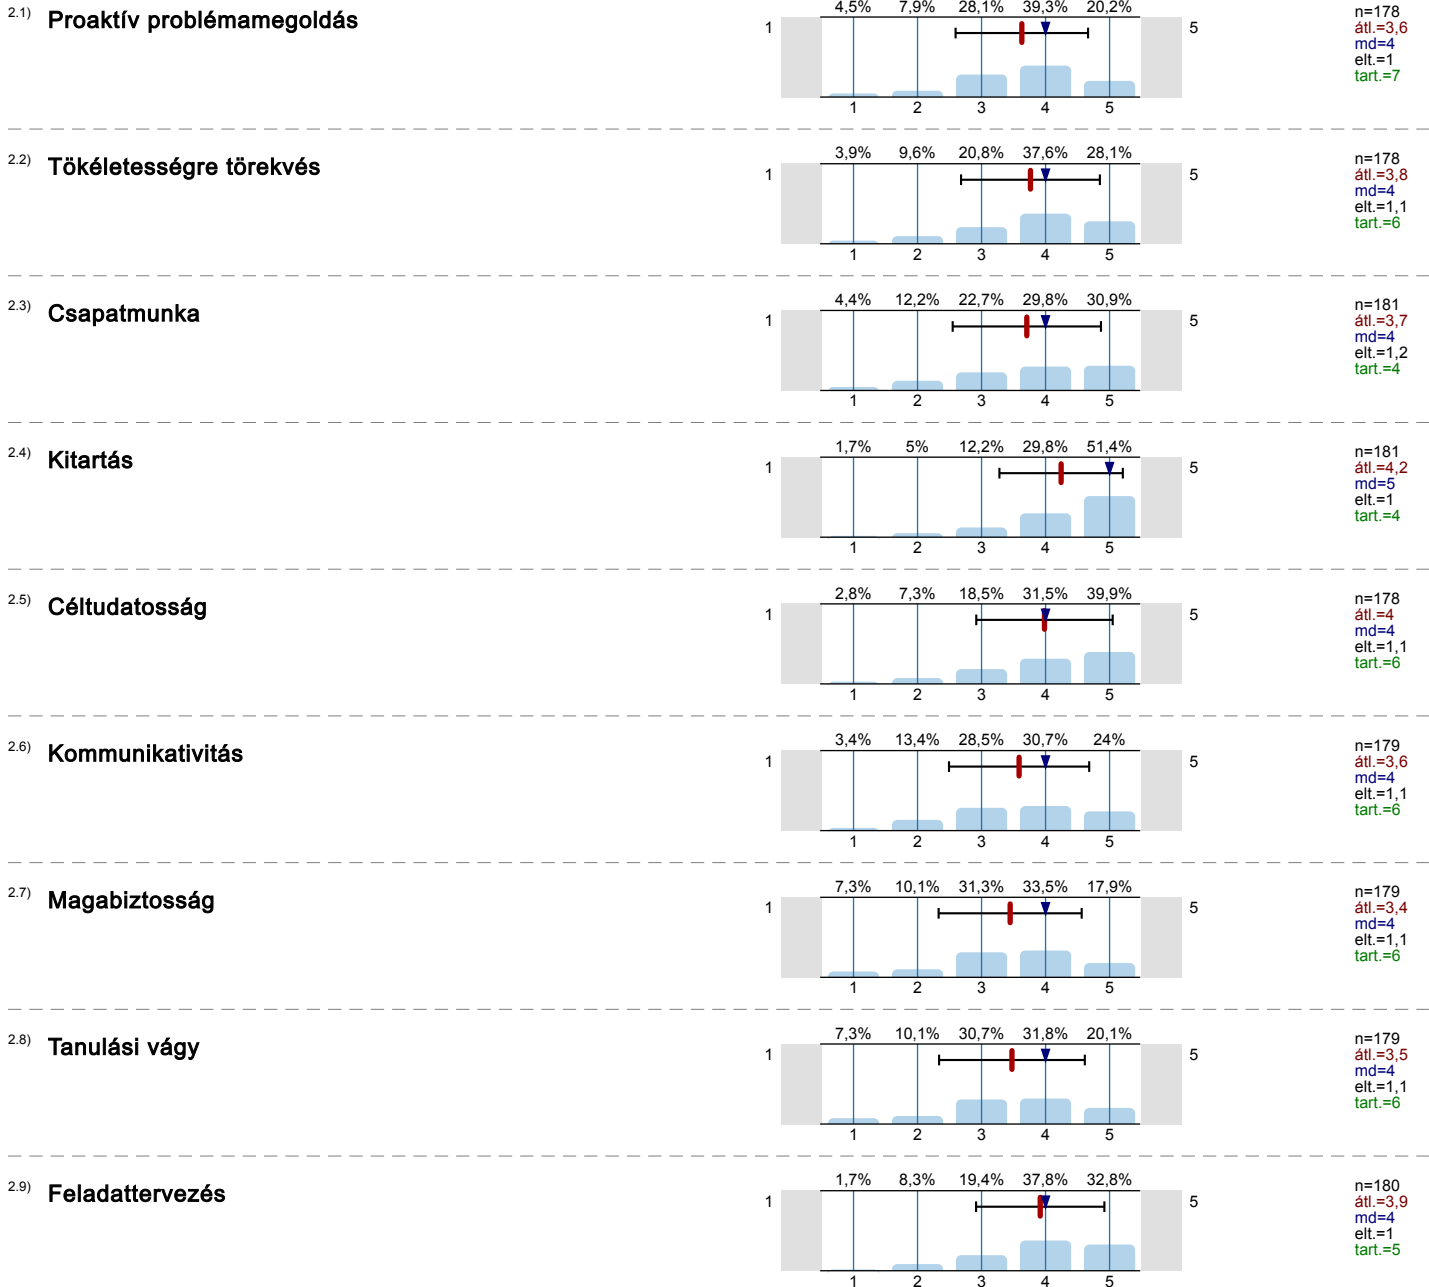 2.1) Proaktív problémamegoldás
4,5% 7,9% 28,1% 39,3% 20,2%
1 5
1 2 3 4 5
n=178
átl.=3,6
md=4
elt.=1
tart.=7
2.2) Tökéletességre törekvés
3,9% 9,6% 20,8% 37,6% 28,1%
1 5
1 2 3 4 5
n=178
átl.=3,8
md=4
elt.=1,1
tart.=6
2.3) Csapatmunka
4,4% 12,2% 22,7% 29,8% 30,9%
1 5
1 2 3 4 5
n=181
átl.=3,7
md=4
elt.=1,2
tart.=4
2.4) Kitartás
1,7% 5% 12,2% 29,8% 51,4%
1 5
1 2 3 4 5
n=181
átl.=4,2
md=5
elt.=1
tart.=4
2.5) Céltudatosság
2,8% 7,3% 18,5% 31,5% 39,9%
1 5
1 2 3 4 5
n=178
átl.=4
md=4
elt.=1,1
tart.=6
2.6) Kommunikativitás
3,4% 13,4% 28,5% 30,7% 24%
1 5
1 2 3 4 5
n=179
átl.=3,6
md=4
elt.=1,1
tart.=6
2.7) Magabiztosság
7,3% 10,1% 31,3% 33,5% 17,9%
1 5
1 2 3 4 5
n=179
átl.=3,4
md=4
elt.=1,1
tart.=6
2.8) Tanulási vágy
7,3% 10,1% 30,7% 31,8% 20,1%
1 5
1 2 3 4 5
n=179
átl.=3,5
md=4
elt.=1,1
tart.=6
2.9) Feladattervezés
1,7% 8,3% 19,4% 37,8% 32,8%
1 5
1 2 3 4 5
n=180
átl.=3,9
md=4
elt.=1
tart.=5